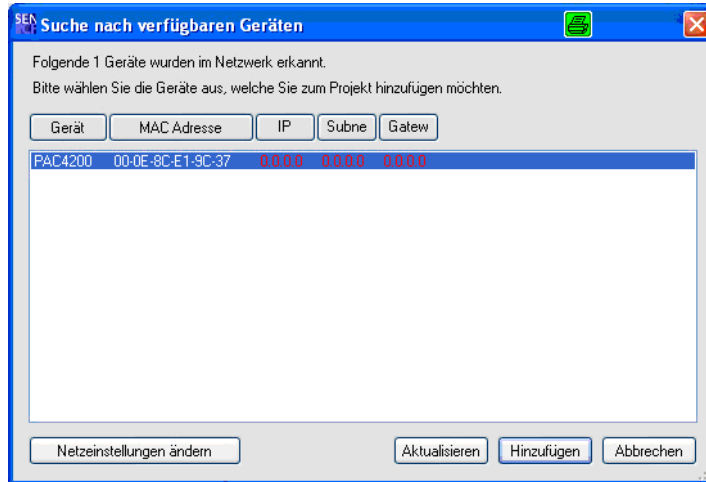 SEN Suche nach verfügbaren Geräten
Folgende 1 Geräte wurden im Netzwerk erkannt.
Bitte wählen Sie die Geräte aus, welche Sie zum Projekt hinzufügen möchten.
Gerät MAC Adresse IP Subne Gatew
PAC4200 00-0E-8C-E1-9C-37 0.0.0.0 0.0.0.0 0.0.0.0
Netzeinstellungen ändern Aktualisieren Hinzufügen Abbrechen